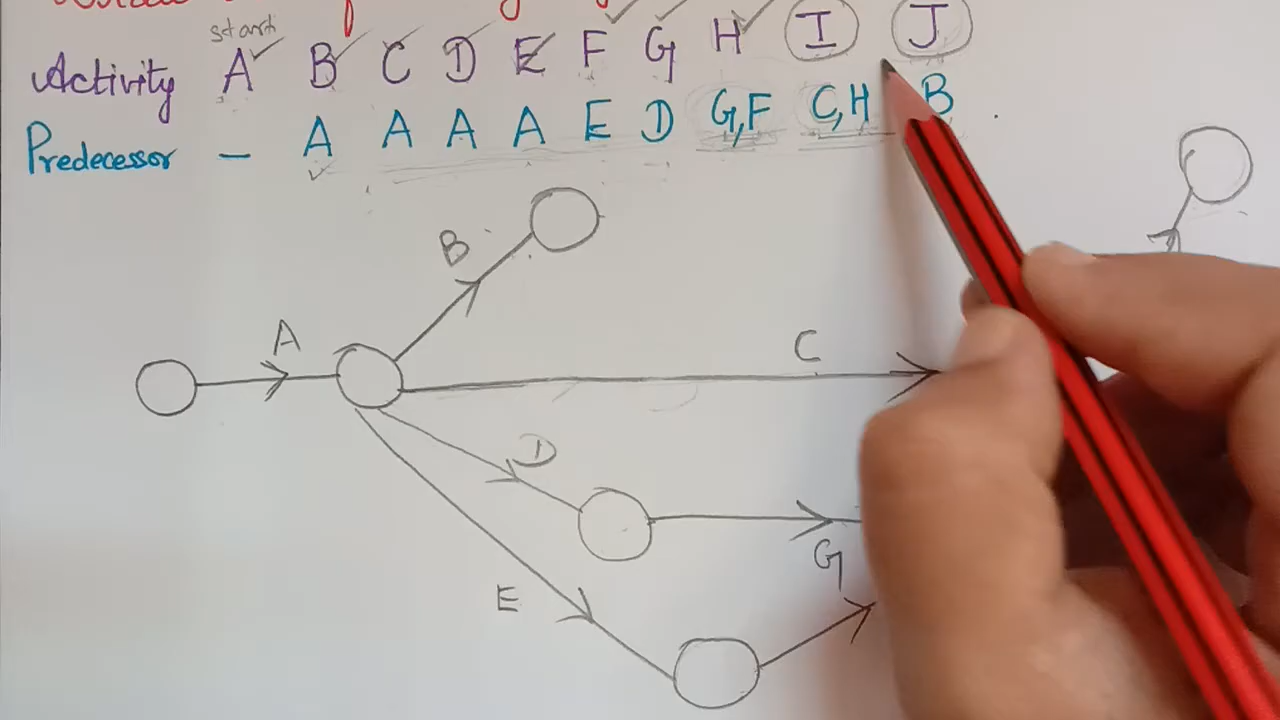 start
Activity A B C D E F G H I J
Predecessor – A A A A E D G,F C,H B
B
A
C
D
G
E